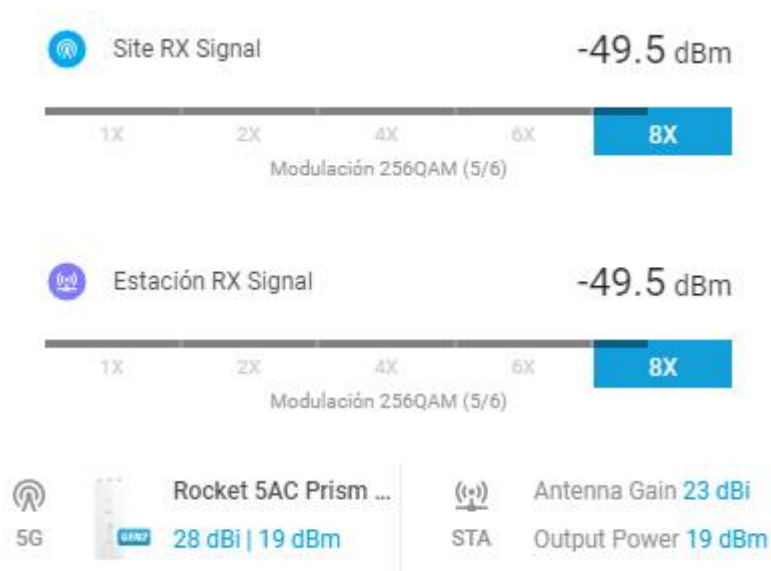 Site RX Signal -49.5 dBm
1X 2X 4X 6X 8X
Modulación 256QAM (5/6)
Estación RX Signal -49.5 dBm
1X 2X 4X 6X 8X
Modulación 256QAM (5/6)
Rocket 5AC Prism ... Antenna Gain 23 dBi
5G GEN2 28 dBi | 19 dBm STA Output Power 19 dBm